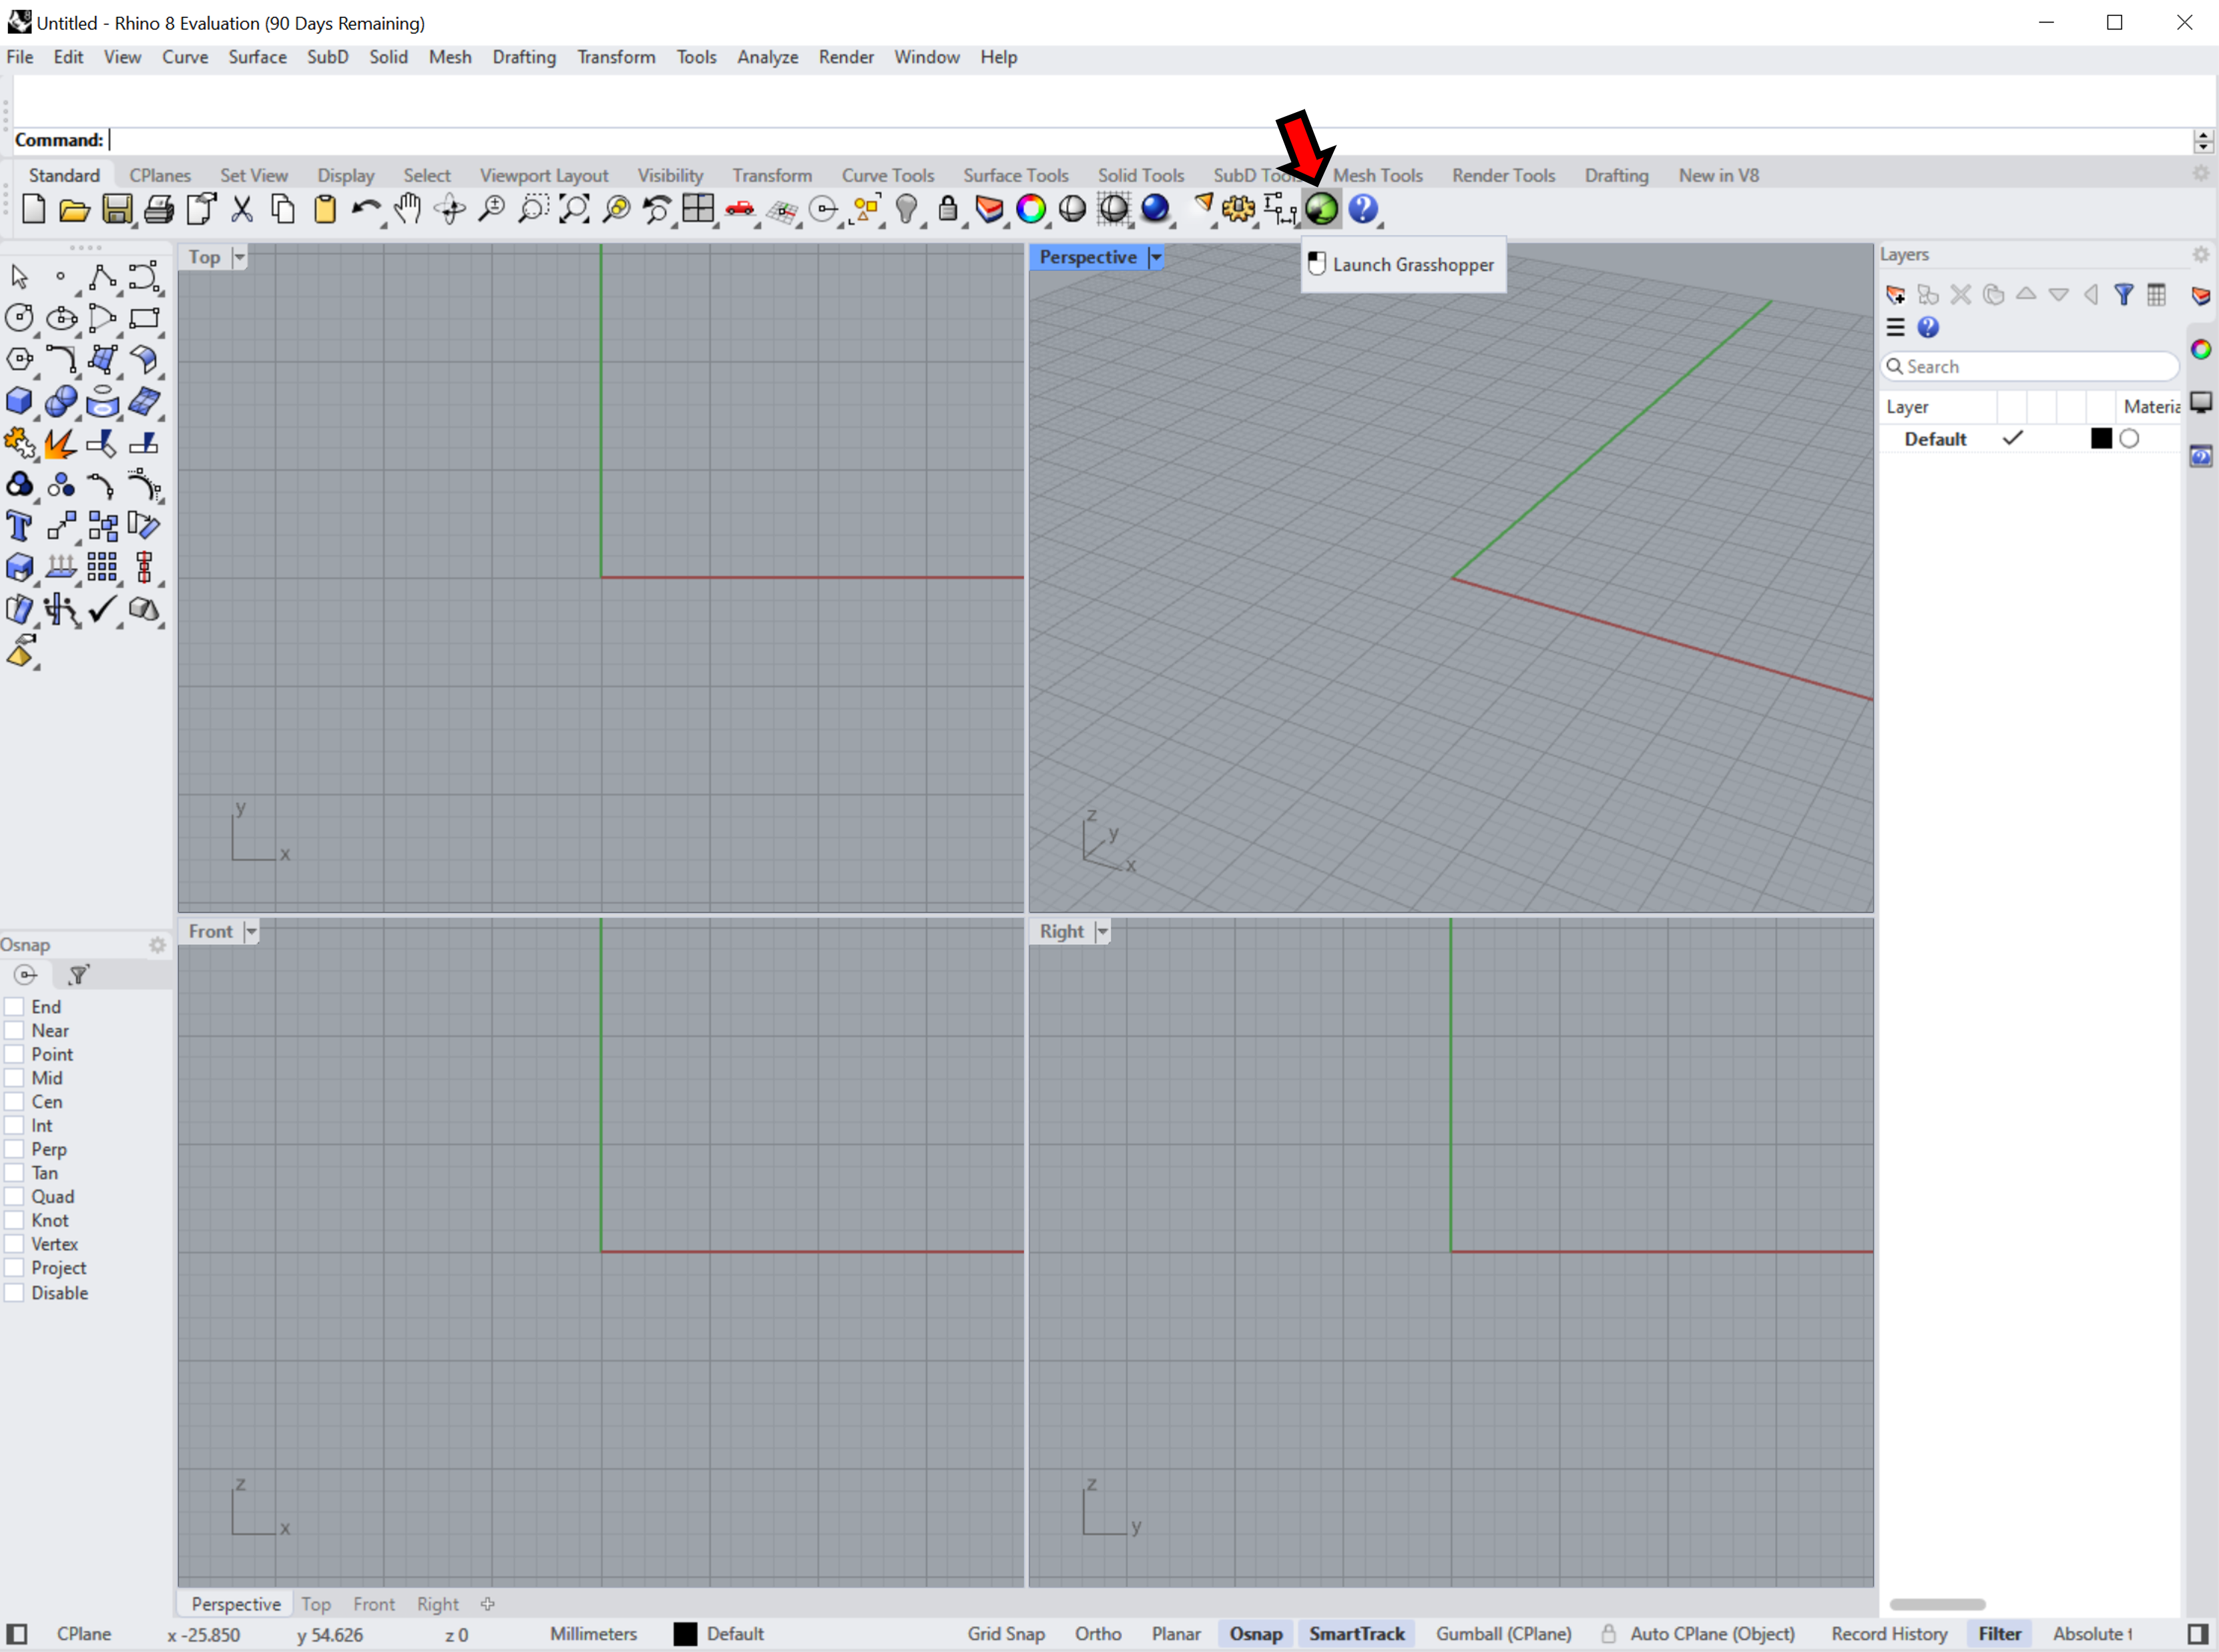 Untitled - Rhino 8 Evaluation (90 Days Remaining)
File Edit View Curve Surface SubD Solid Mesh Drafting Transform Tools Analyze Render Window Help
Command:
Standard CPlanes Set View Display Select Viewport Layout Visibility Transform Curve Tools Surface Tools Solid Tools SubD Tools Mesh Tools Render Tools Drafting New in V8
Launch Grasshopper
Top
Perspective
Layers
Search
Layer Materia
Default
y
x
z
y
x
Front
Right
Osnap
End
Near
Point
Mid
Cen
Int
Perp
Tan
Quad
Knot
Vertex
Project
Disable
z
x
z
y
Perspective Top Front Right
CPlane x -25.850 y 54.626 z 0 Millimeters Default Grid Snap Ortho Planar Osnap SmartTrack Gumball (CPlane) Auto CPlane (Object) Record History Filter Absolute t